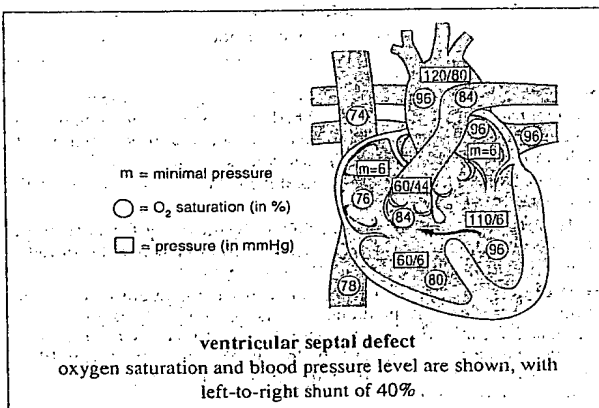 120/80
96 84
74
96 96
m=6 m=6
m = minimal pressure
60/44
76
= O₂ saturation (in %)
84 110/6
= pressure (in mmHg)
96
60/6
78 80
ventricular septal defect
oxygen saturation and blood pressure level are shown, with
left-to-right shunt of 40%.